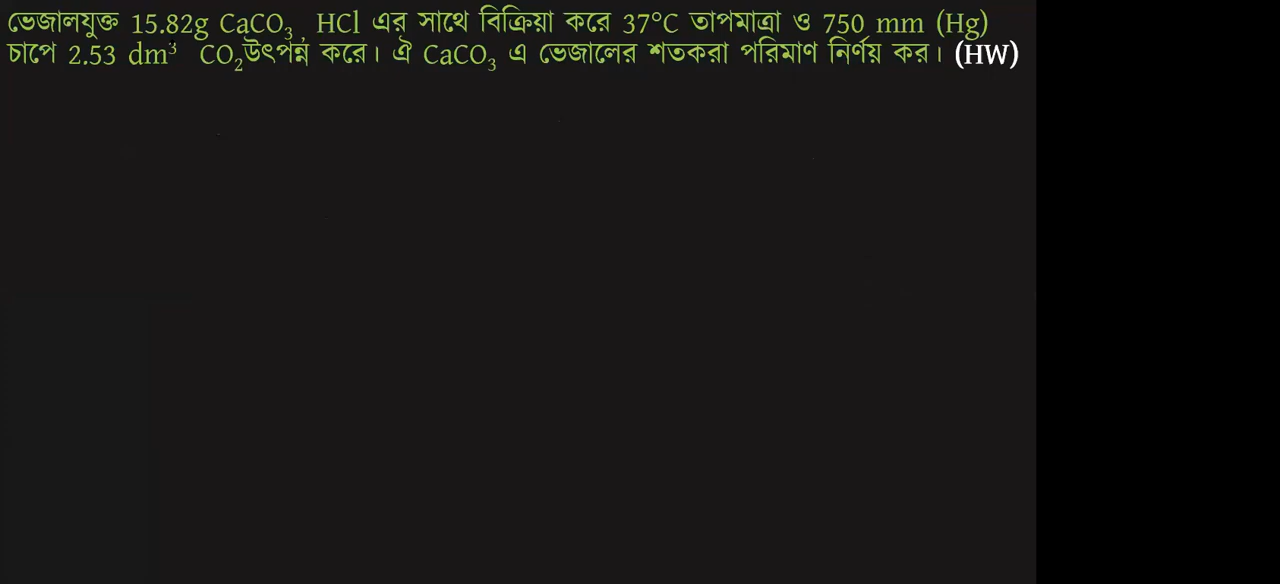 ভেজালযুক্ত 15.82g CaCO₃, HCl এর সাথে বিক্রিয়া করে 37°C তাপমাত্রা ও 750 mm (Hg)
চাপে 2.53 dm³ CO₂উৎপন্ন করে। ঐ CaCO₃ এ ভেজালের শতকরা পরিমাণ নির্ণয় কর। (HW)